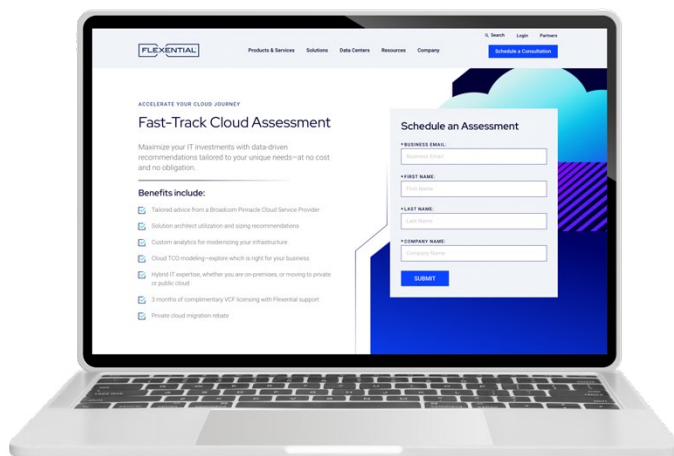 Search Login Partners
FLEXENTIAL
Products & Services Solutions Data Centers Resources Company
Schedule a Consultation
ACCELERATE YOUR CLOUD JOURNEY
Fast-Track Cloud Assessment
Maximize your IT investments with data-driven
recommendations tailored to your unique needs—at no cost
and no obligation.
Benefits include:
Tailored advice from a Broadcom Pinnacle Cloud Service Provider
Solution architect utilization and sizing recommendations
Custom analytics for modernizing your infrastructure
Cloud TCO modeling—explore which is right for your business
Hybrid IT expertise, whether you are on-premises, or moving to private
or public cloud
3 months of complimentary VCF licensing with Flexential support
Private cloud migration rebate
Schedule an Assessment
*BUSINESS EMAIL:
Business Email
*FIRST NAME:
First Name
*LAST NAME:
Last Name
*COMPANY NAME:
Company Name
SUBMIT